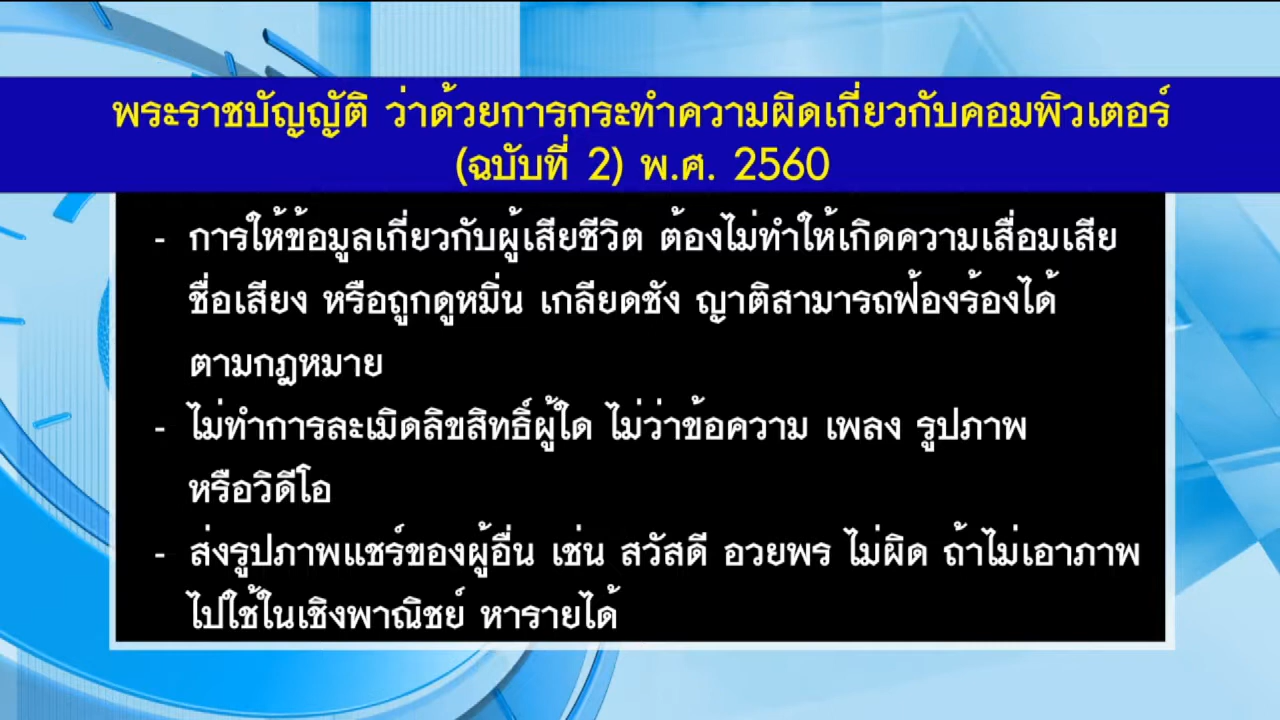 พระราชบัญญัติ ว่าด้วยการกระทำความผิดเกี่ยวกับคอมพิวเตอร์
(ฉบับที่ 2) พ.ศ. 2560
- การให้ข้อมูลเกี่ยวกับผู้เสียชีวิต ต้องไม่ทำให้เกิดความเสื่อมเสีย
ชื่อเสียง หรือถูกดูหมิ่น เกลียดชัง ญาติสามารถฟ้องร้องได้
ตามกฎหมาย
- ไม่ทำการละเมิดลิขสิทธิ์ผู้ใด ไม่ว่าข้อความ เพลง รูปภาพ
หรือวิดีโอ
- ส่งรูปภาพแชร์ของผู้อื่น เช่น สวัสดี อวยพร ไม่ผิด ถ้าไม่เอาภาพ
ไปใช้ในเชิงพาณิชย์ หารายได้